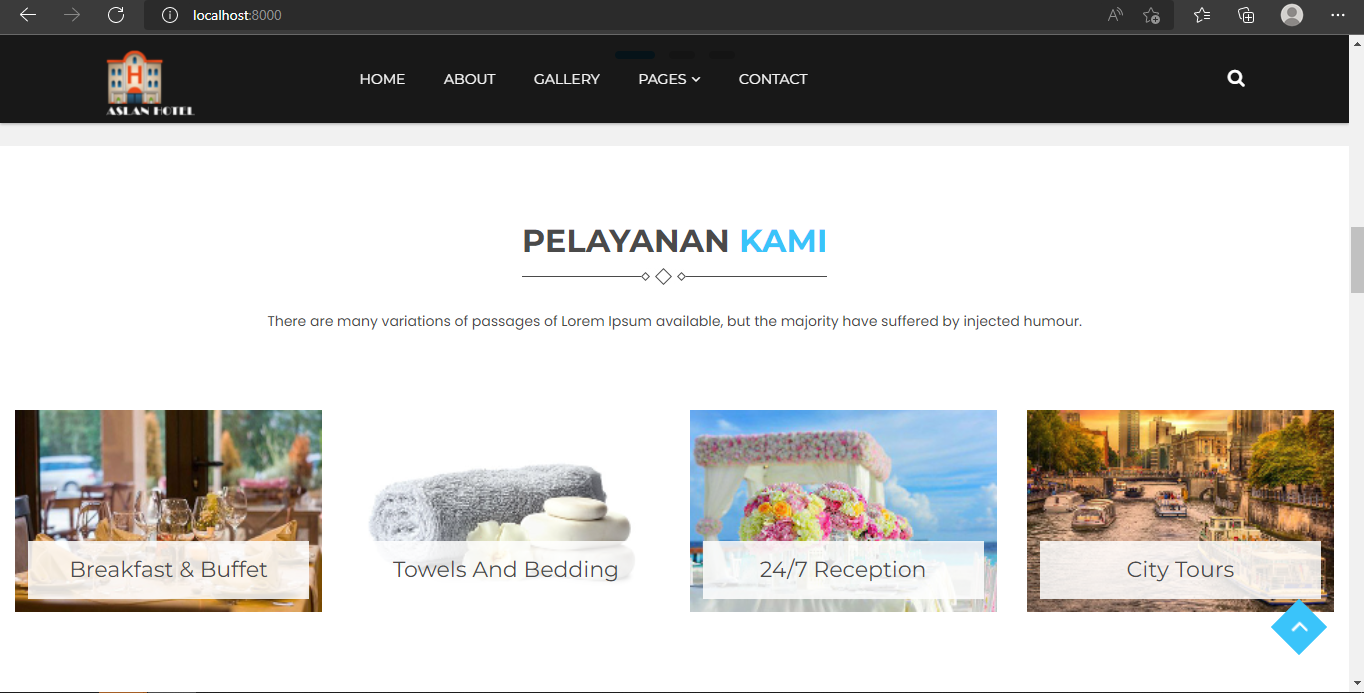 localhost:8000
H
ASLAN HOTEL
HOME ABOUT GALLERY PAGES CONTACT
PELAYANAN KAMI
There are many variations of passages of Lorem Ipsum available, but the majority have suffered by injected humour.
Breakfast & Buffet
Towels And Bedding
24/7 Reception
City Tours